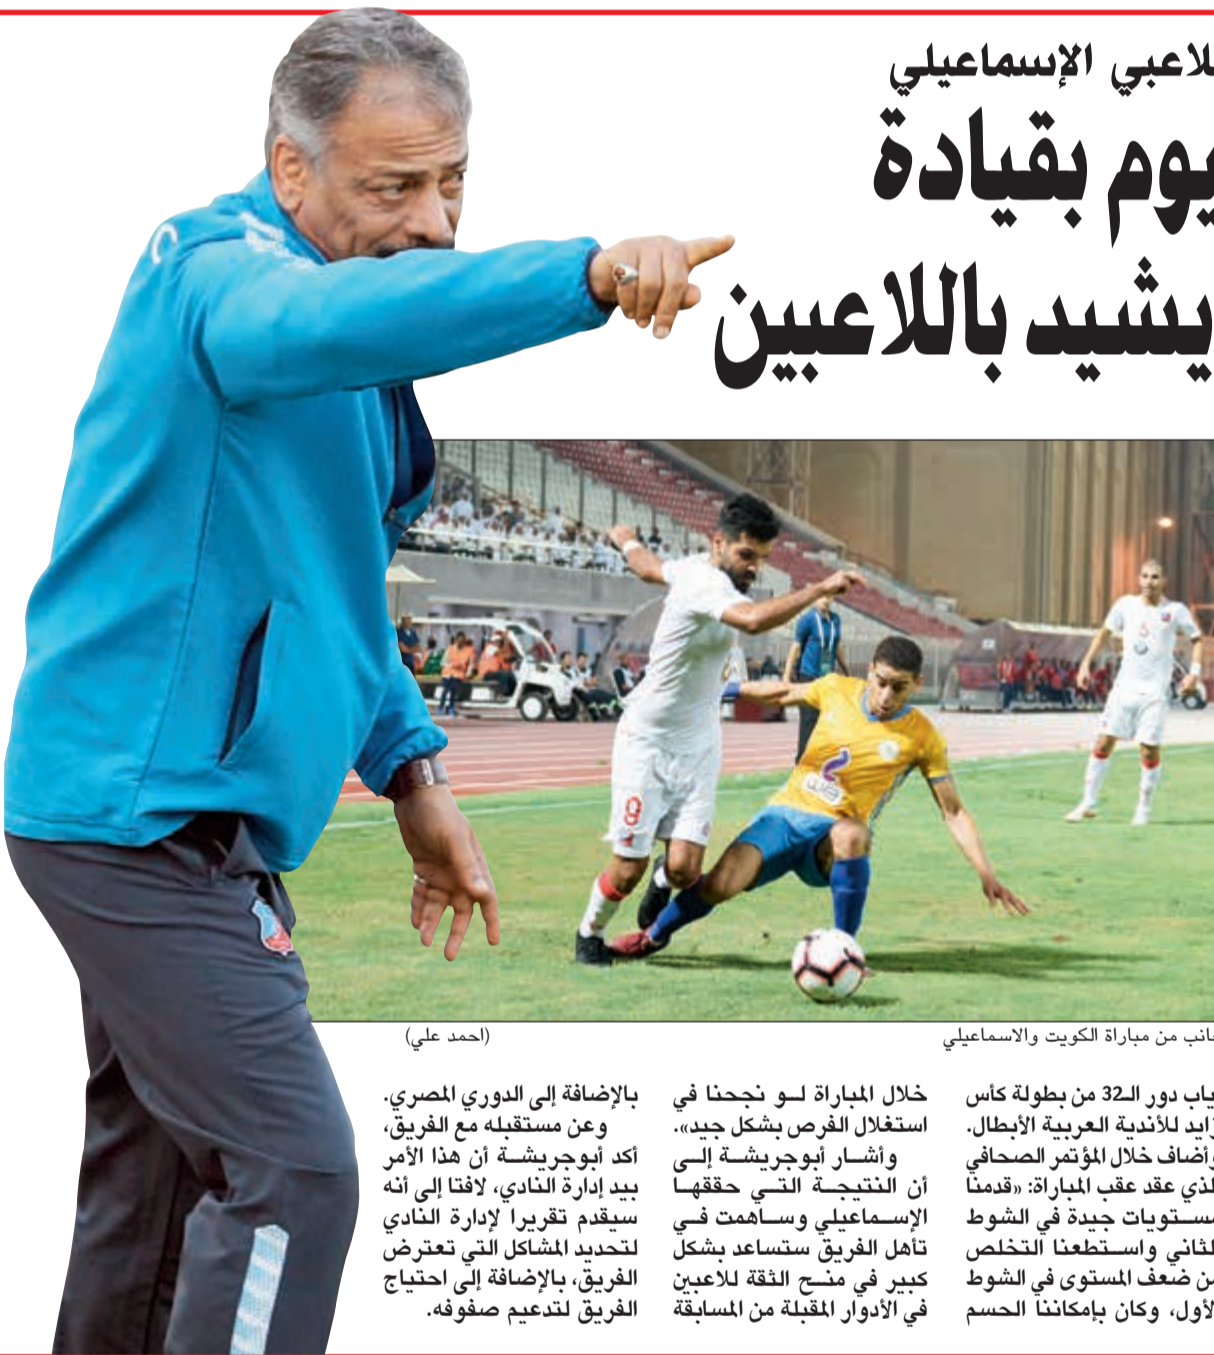 للاعبي الإسماعيلي
يوم بقيادة
يشيد باللاعبين
جانب من مباراة الكويت والاسماعيلي
(احمد علي)
إياب دور الـ32 من بطولة كأس
زايد للأندية العربية الأبطال.
وأضاف خلال المؤتمر الصحافي
الذي عقد عقب المباراة: «قدمنا
مستويات جيدة في الشوط
الثاني واستطعنا التخلص
من ضعف المستوى في الشوط
الأول، وكان بإمكاننا الحسم
خلال المباراة لو نجحنا في
استغلال الفرص بشكل جيد».
وأشار أبوجريشة إلى
أن النتيجة التي حققها
الإسماعيلي وساهمت في
تأهل الفريق ستساعد بشكل
كبير في منح الثقة للاعبين
في الأدوار المقبلة من المسابقة
بالإضافة إلى الدوري المصري.
وعن مستقبله مع الفريق،
أكد أبوجريشة أن هذا الأمر
بيد إدارة النادي، لافتا إلى أنه
سيقدم تقريرا لإدارة النادي
لتحديد المشاكل التي تعترض
الفريق، بالإضافة إلى احتياج
الفريق لتدعيم صفوفه.